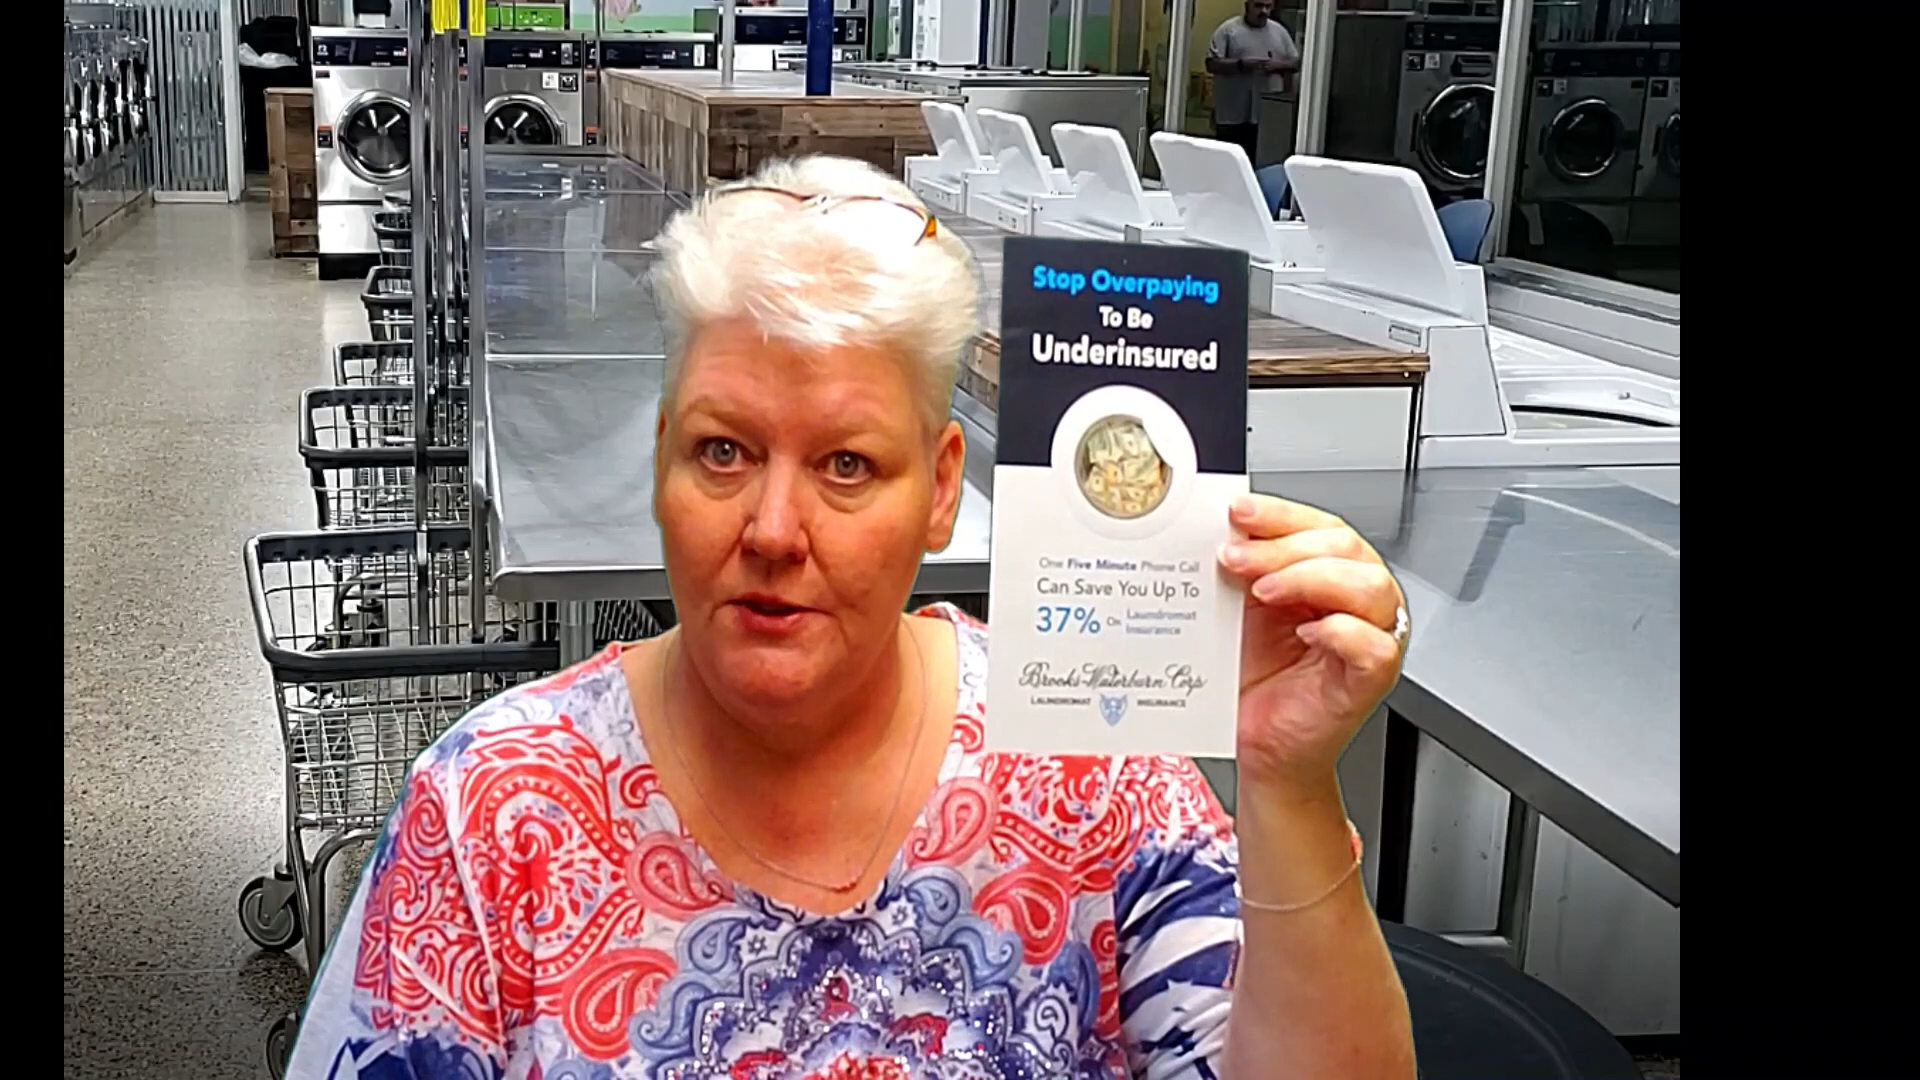 Stop Overpaying
To Be
Underinsured
One Five Minute Phone Call
Can Save You Up To
37% On Laundromat
Insurance
Brooks-Waterburn Corp
LAUNDROMAT INSURANCE